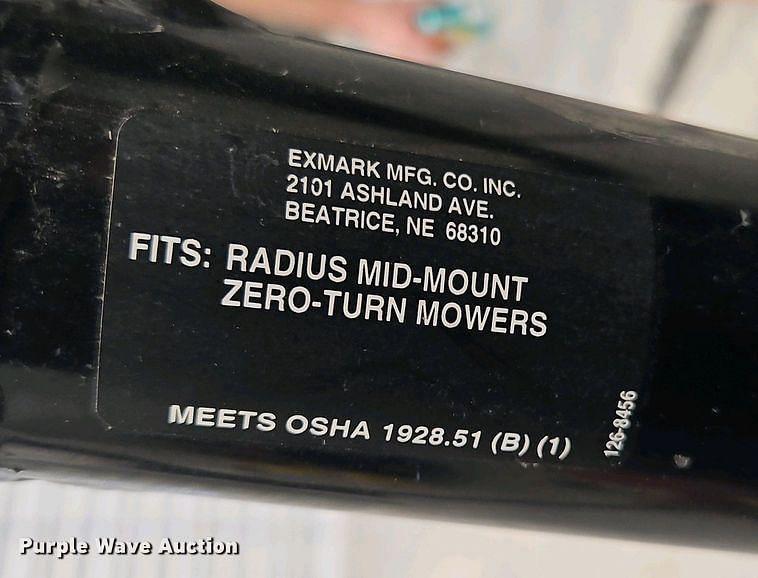 EXMARK MFG. CO. INC.
2101 ASHLAND AVE.
BEATRICE, NE 68310
FITS: RADIUS MID-MOUNT
ZERO-TURN MOWERS
MEETS OSHA 1928.51 (B) (1)
126-8456
Purple Wave Auction